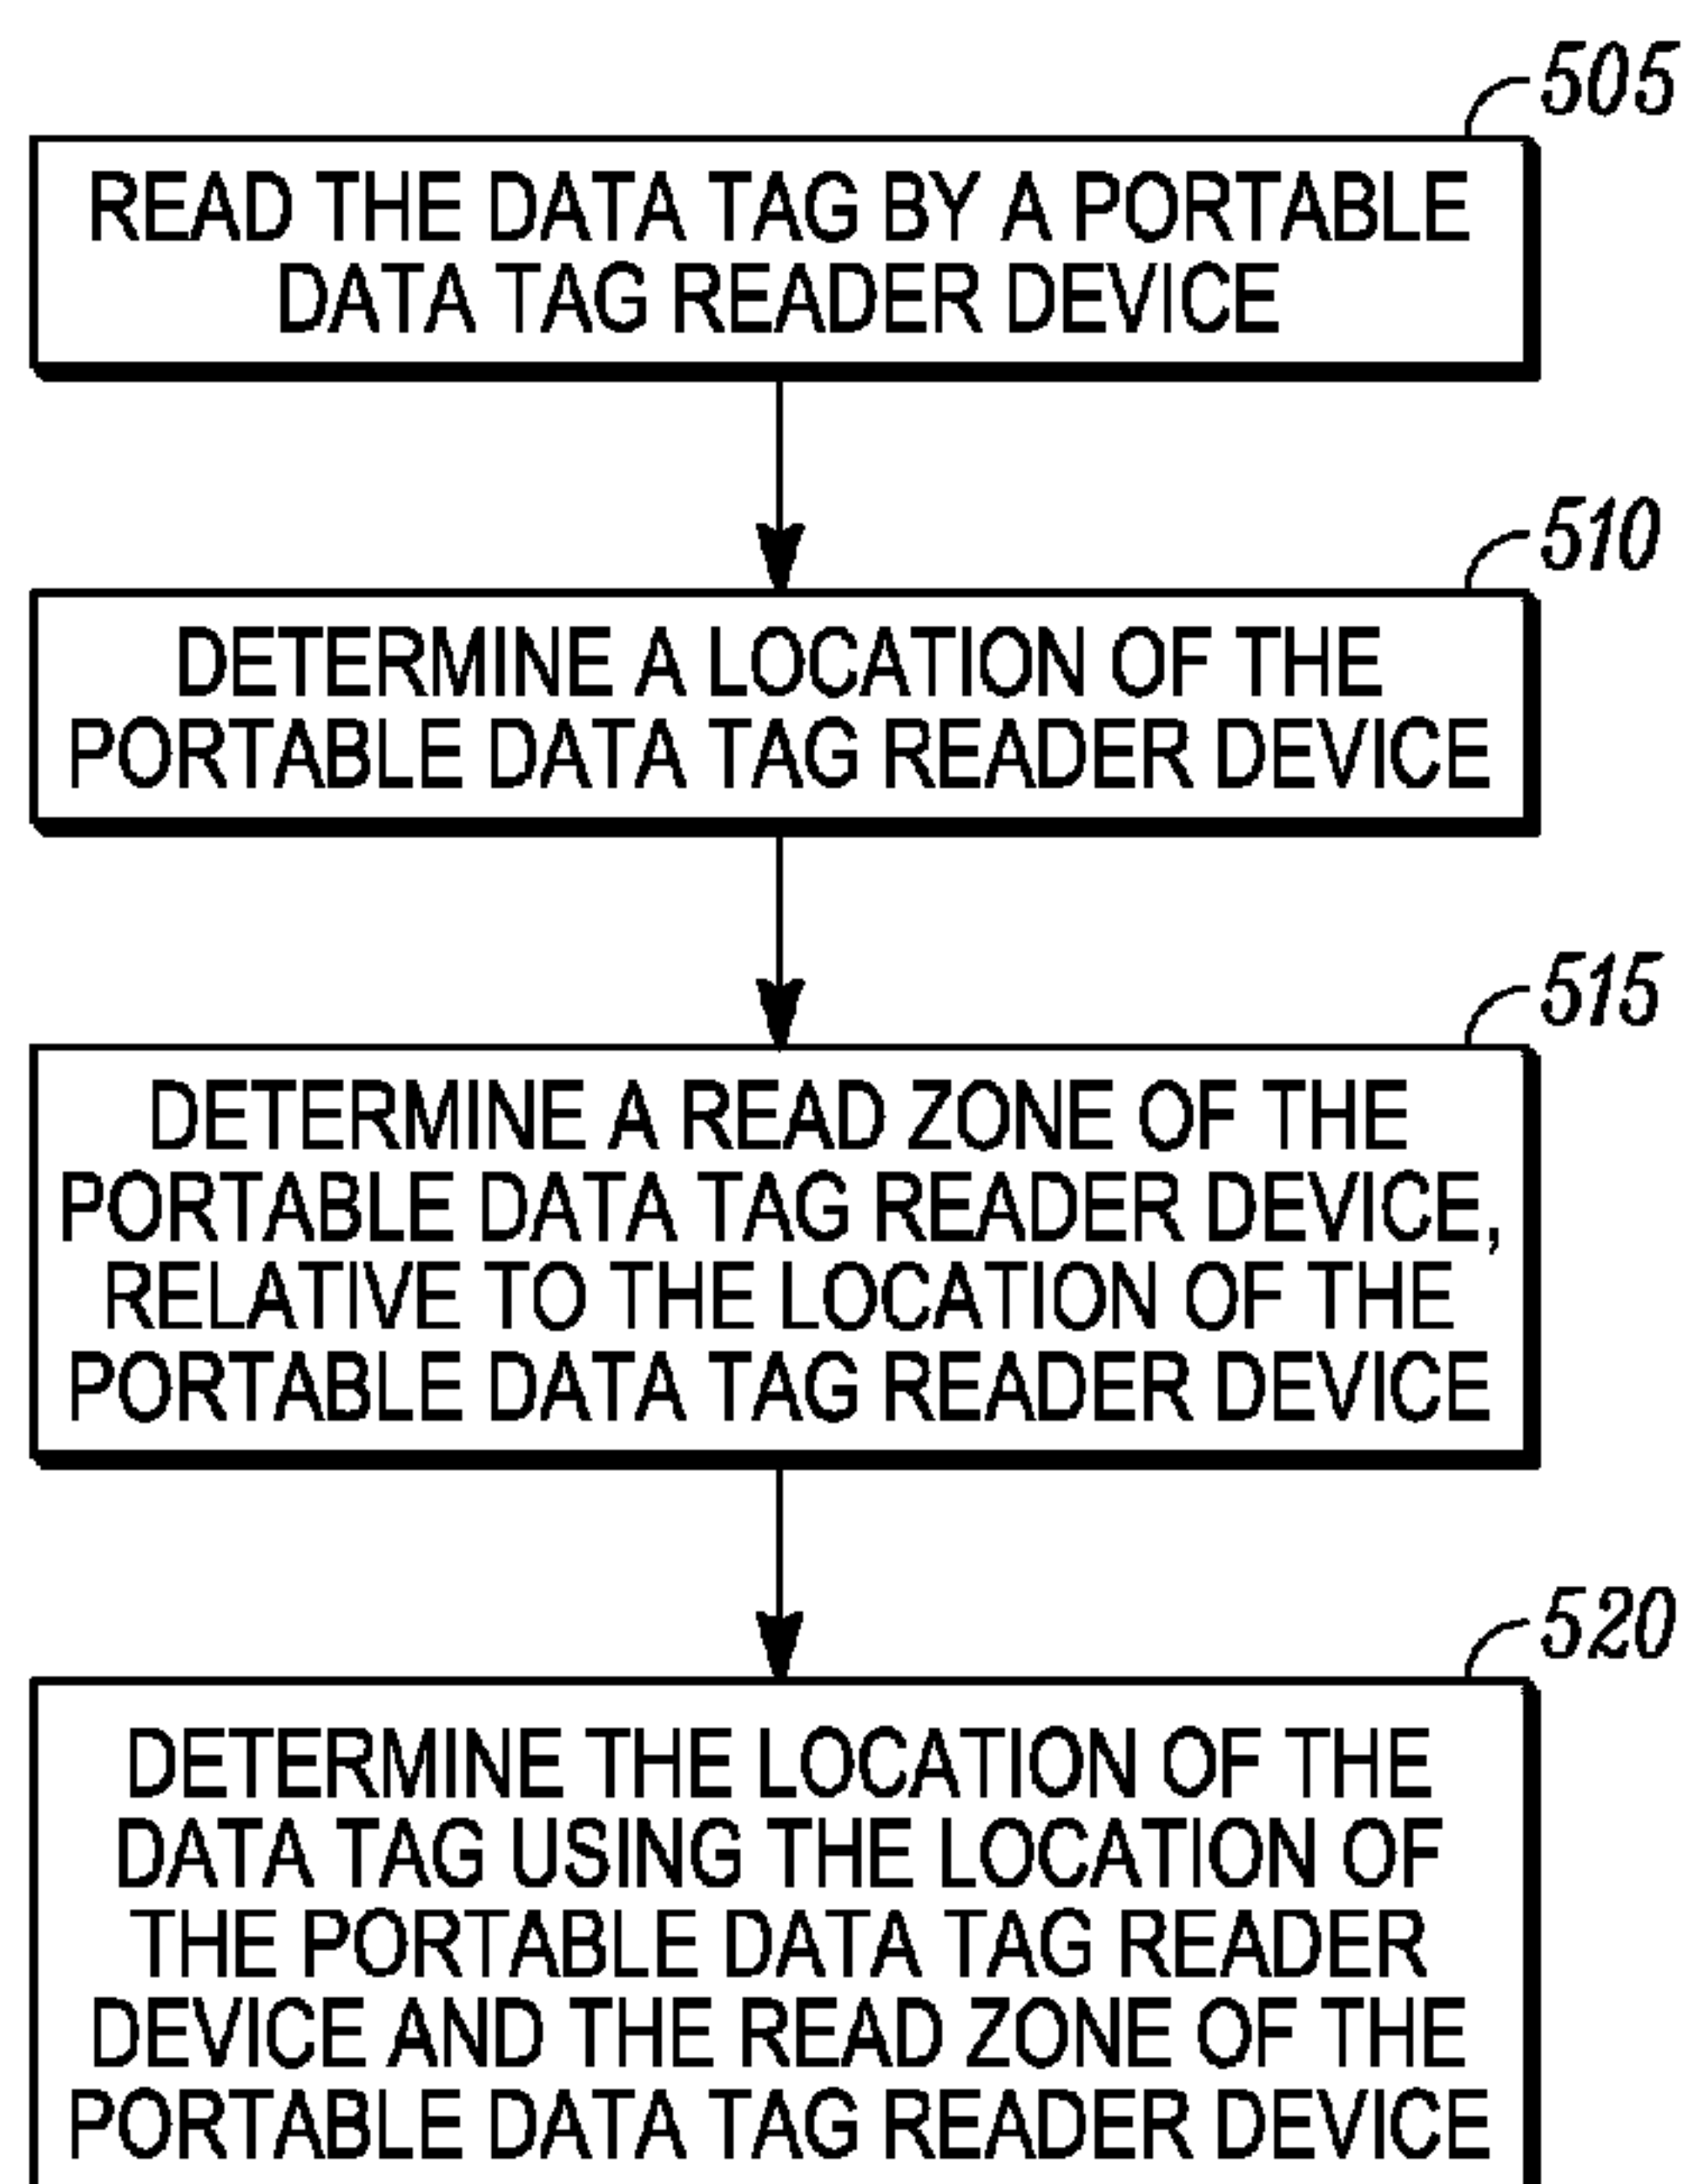 505
READ THE DATA TAG BY A PORTABLE
DATA TAG READER DEVICE
510
DETERMINE A LOCATION OF THE
PORTABLE DATA TAG READER DEVICE
515
DETERMINE A READ ZONE OF THE
PORTABLE DATA TAG READER DEVICE,
RELATIVE TO THE LOCATION OF THE
PORTABLE DATA TAG READER DEVICE
520
DETERMINE THE LOCATION OF THE
DATA TAG USING THE LOCATION OF
THE PORTABLE DATA TAG READER
DEVICE AND THE READ ZONE OF THE
PORTABLE DATA TAG READER DEVICE